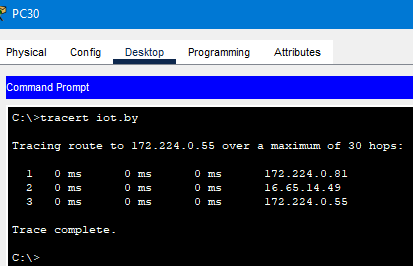 PC30
Physical Config Desktop Programming Attributes
Command Prompt
C:\>tracert iot.by
Tracing route to 172.224.0.55 over a maximum of 30 hops:
1 0 ms 0 ms 0 ms 172.224.0.81
2 0 ms 0 ms 0 ms 16.65.14.49
3 0 ms 0 ms 0 ms 172.224.0.55
Trace complete.
C:\>